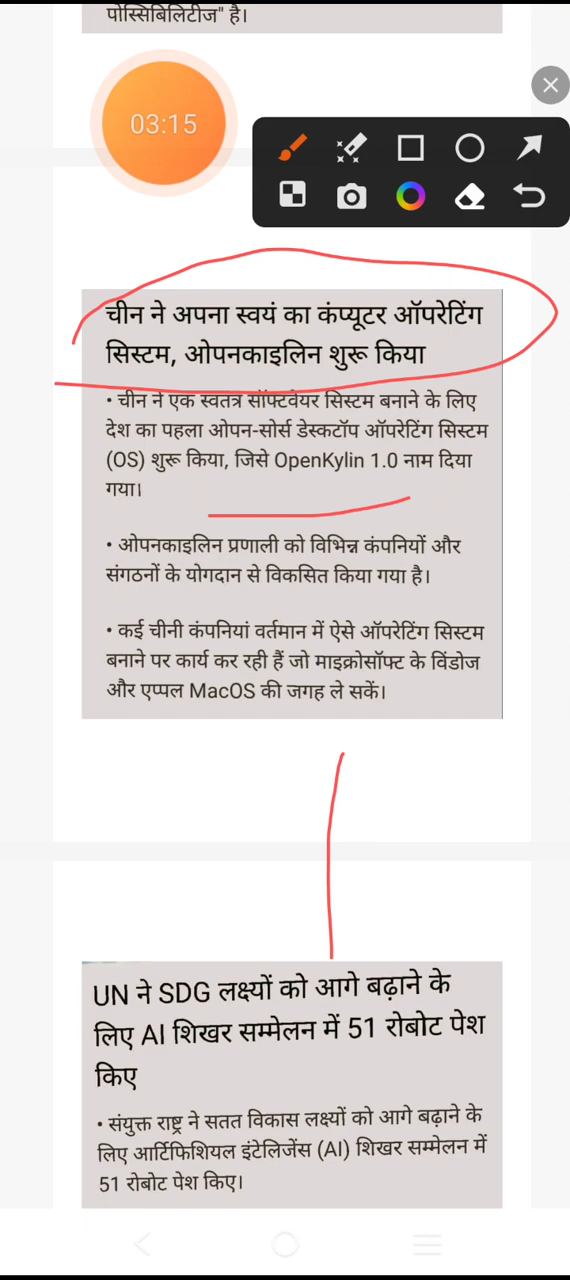 पोस्सिबिलिटीज" है।
03:15
चीन ने अपना स्वयं का कंप्यूटर ऑपरेटिंग
सिस्टम, ओपनकाइलिन शुरू किया
• चीन ने एक स्वतंत्र सॉफ्टवेयर सिस्टम बनाने के लिए
देश का पहला ओपन-सोर्स डेस्कटॉप ऑपरेटिंग सिस्टम
(OS) शुरू किया, जिसे OpenKylin 1.0 नाम दिया
गया।
• ओपनकाइलिन प्रणाली को विभिन्न कंपनियों और
संगठनों के योगदान से विकसित किया गया है।
• कई चीनी कंपनियां वर्तमान में ऐसे ऑपरेटिंग सिस्टम
बनाने पर कार्य कर रही हैं जो माइक्रोसॉफ्ट के विंडोज
और एप्पल MacOS की जगह ले सकें।
UN ने SDG लक्ष्यों को आगे बढ़ाने के
लिए AI शिखर सम्मेलन में 51 रोबोट पेश
किए
• संयुक्त राष्ट्र ने सतत विकास लक्ष्यों को आगे बढ़ाने के
लिए आर्टिफिशियल इंटेलिजेंस (AI) शिखर सम्मेलन में
51 रोबोट पेश किए।